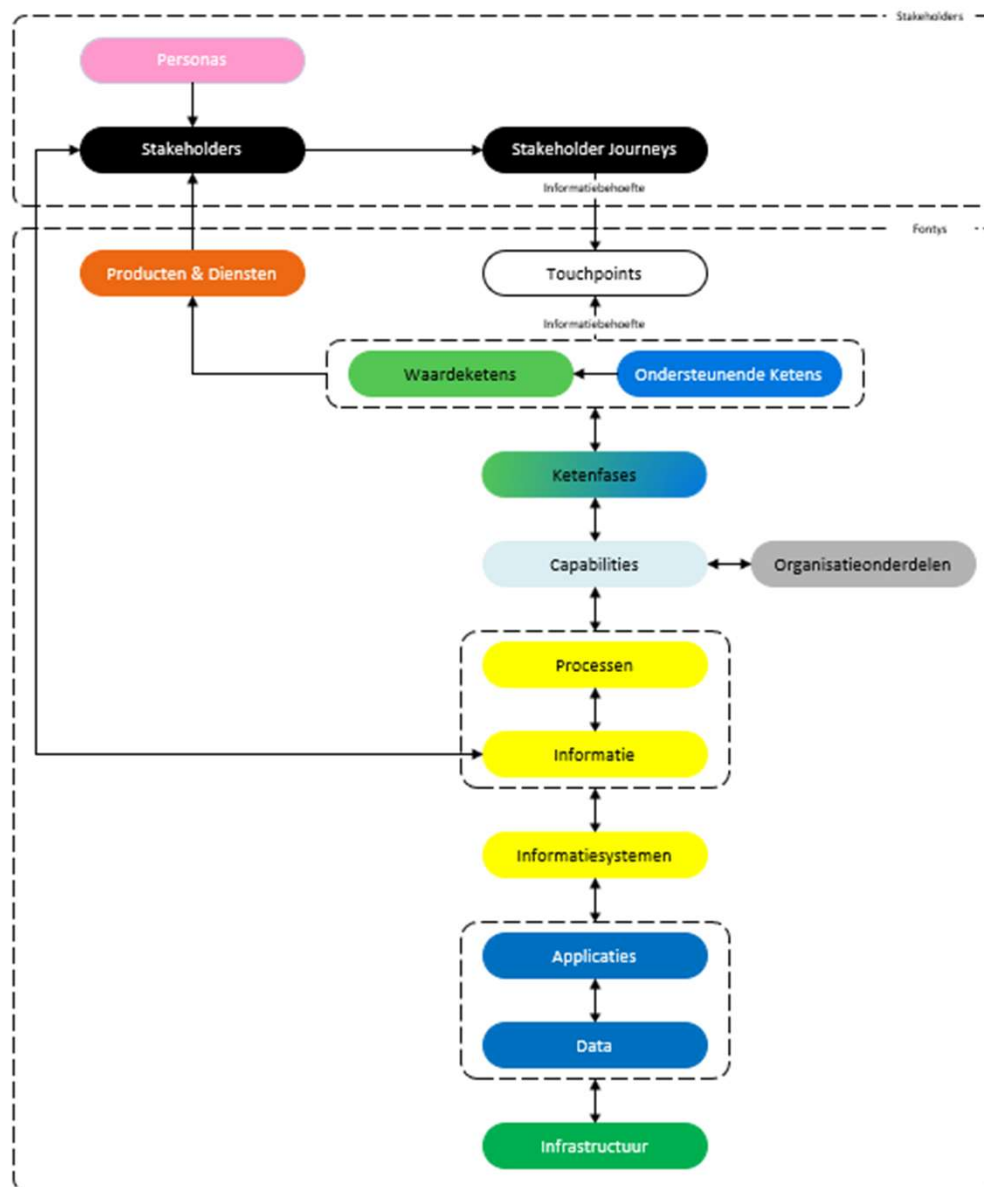 Stakeholders
Personas
Stakeholders
Stakeholder Journeys
Informatiebehoefte
Fontys
Producten & Diensten
Touchpoints
Informatiebehoefte
Waardeketens
Ondersteunende Ketens
Ketenfases
Capabilities
Organisatieonderdelen
Processen
Informatie
Informatiesystemen
Applicaties
Data
Infrastructuur